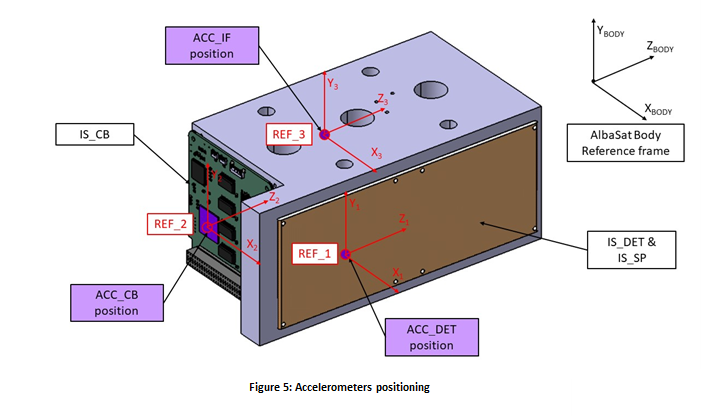 ACC_IF
position
Y_BODY
Z_BODY
X_BODY
AlbaSat Body
Reference frame
IS_CB
Y3
Z3
REF_3
X3
Z2
REF_2
X2
Y1
Z1
REF_1
X1
IS_DET &
IS_SP
ACC_CB
position
ACC_DET
position
Figure 5: Accelerometers positioning